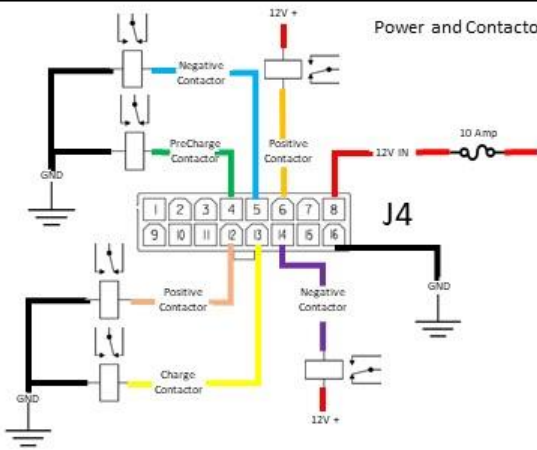 12V +
Power and Contacto
Negative
Contactor
PreCharge
Contactor
Positive
Contactor
12V IN
10 Amp
GND
1 2 3 4 5 6 7 8
9 10 11 12 13 14 15 16
J4
Positive
Contactor
Negative
Contactor
GND
Charge
Contactor
GND
12V +